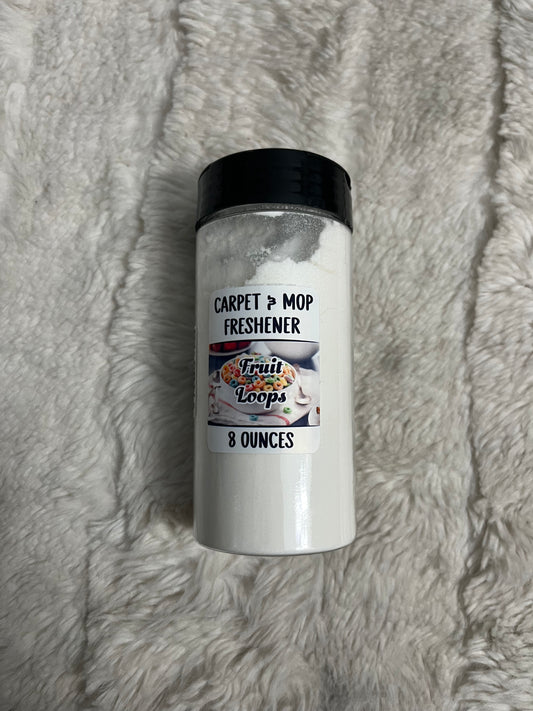 CARPET & MOP
FRESHENER
Fruit
Loops
8 OUNCES